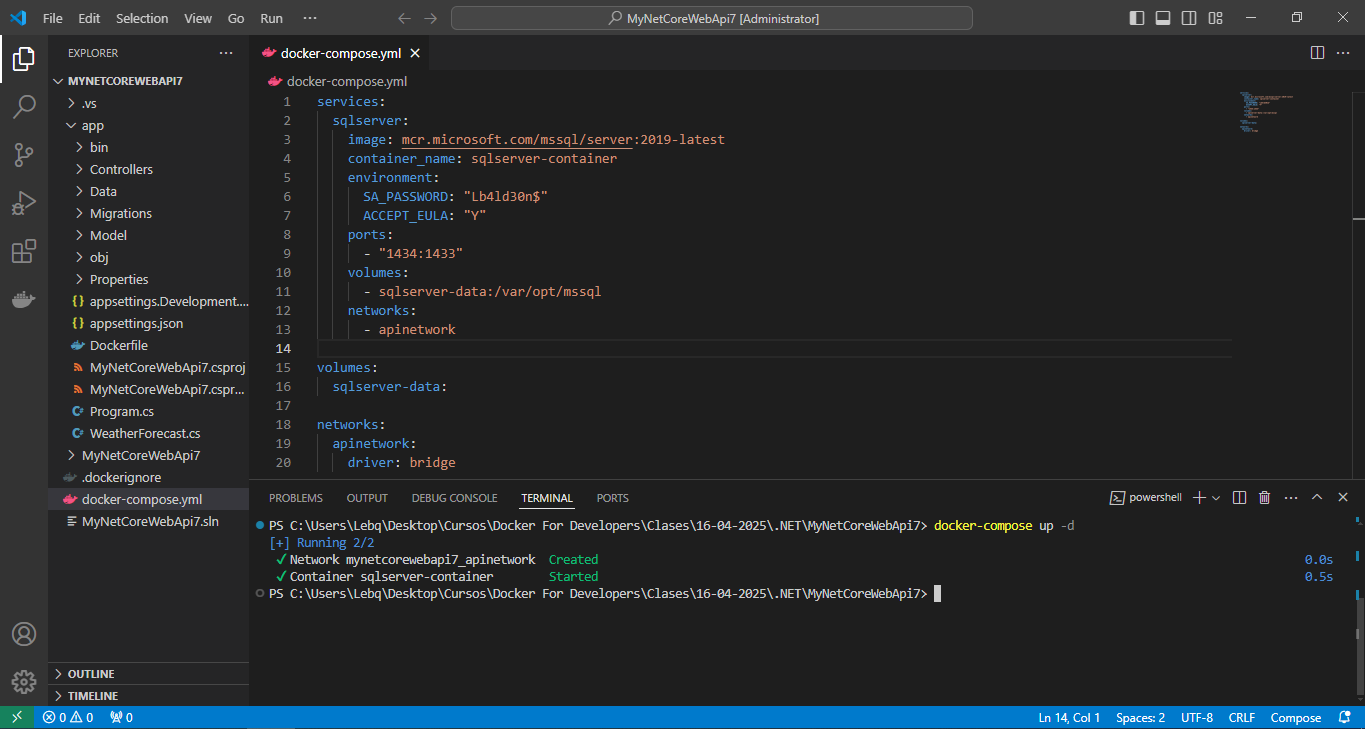 File Edit Selection View Go Run ··· MyNetCoreWebApi7 [Administrator]
EXPLORER ···
MYNETCOREWEBAPI7
.vs
app
bin
Controllers
Data
Migrations
Model
obj
Properties
{} appsettings.Development....
{} appsettings.json
Dockerfile
MyNetCoreWebApi7.csproj
MyNetCoreWebApi7.cspr...
C# Program.cs
C# WeatherForecast.cs
MyNetCoreWebApi7
.dockerignore
docker-compose.yml
MyNetCoreWebApi7.sln
OUTLINE
TIMELINE
docker-compose.yml
docker-compose.yml
1 services:
2 sqlserver:
3 image: mcr.microsoft.com/mssql/server:2019-latest
4 container_name: sqlserver-container
5 environment:
6 SA_PASSWORD: "Lb4ld30n$"
7 ACCEPT_EULA: "Y"
8 ports:
9 - "1434:1433"
10 volumes:
11 - sqlserver-data:/var/opt/mssql
12 networks:
13 - apinetwork
14
15 volumes:
16 sqlserver-data:
17
18 networks:
19 apinetwork:
20 driver: bridge
PROBLEMS OUTPUT DEBUG CONSOLE TERMINAL PORTS powershell
PS C:\Users\Lebq\Desktop\Cursos\Docker For Developers\Clases\16-04-2025\.NET\MyNetCoreWebApi7> docker-compose up -d
[+] Running 2/2
✓Network mynetcorewebapi7_apinetwork Created 0.0s
✓Container sqlserver-container Started 0.5s
PS C:\Users\Lebq\Desktop\Cursos\Docker For Developers\Clases\16-04-2025\.NET\MyNetCoreWebApi7>
0 0 0 Ln 14, Col 1 Spaces: 2 UTF-8 CRLF Compose